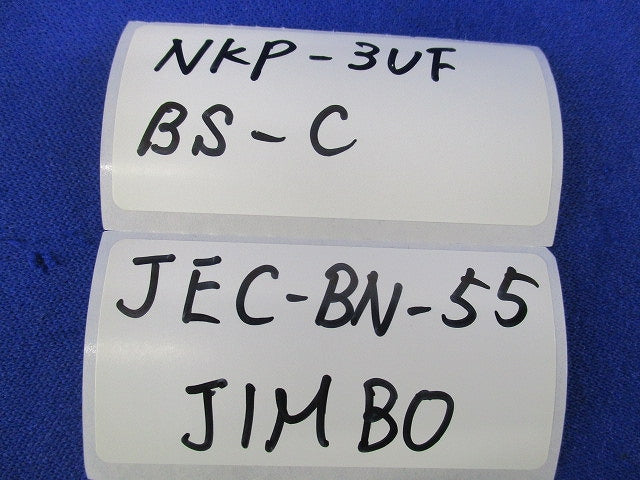 NKP-3UF
BS-C
JEC-BN-55
JIMBO